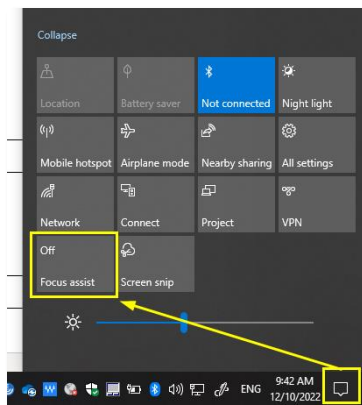 Collapse
Location Battery saver Not connected Night light
Mobile hotspot Airplane mode Nearby sharing All settings
Network Connect Project VPN
Off
Focus assist Screen snip
ENG 9:42 AM
12/10/2022